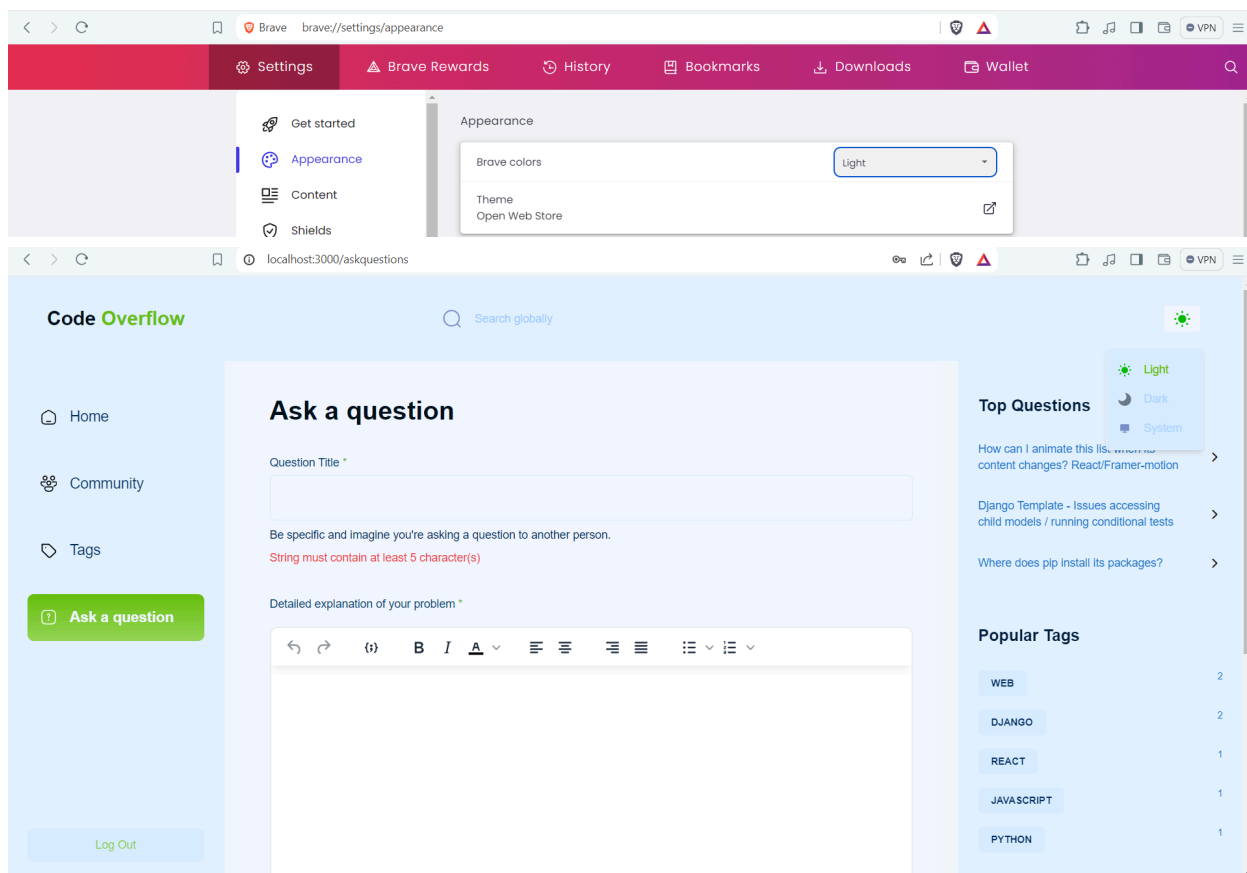 Brave brave://settings/appearance
VPN
Settings Brave Rewards History Bookmarks Downloads Wallet
Get started
Appearance
Content
Shields
Appearance
Brave colors Light
Theme
Open Web Store
localhost:3000/askquestions
VPN
Code Overflow
Search globally
Light
Dark
System
Home
Community
Tags
Ask a question
Log Out
Ask a question
Question Title *
Be specific and imagine you're asking a question to another person.
String must contain at least 5 character(s)
Detailed explanation of your problem *
B I A
Top Questions
How can I animate this list when its
content changes? React/Framer-motion
Django Template - Issues accessing
child models / running conditional tests
Where does pip install its packages?
Popular Tags
WEB 2
DJANGO 2
REACT 1
JAVASCRIPT 1
PYTHON 1